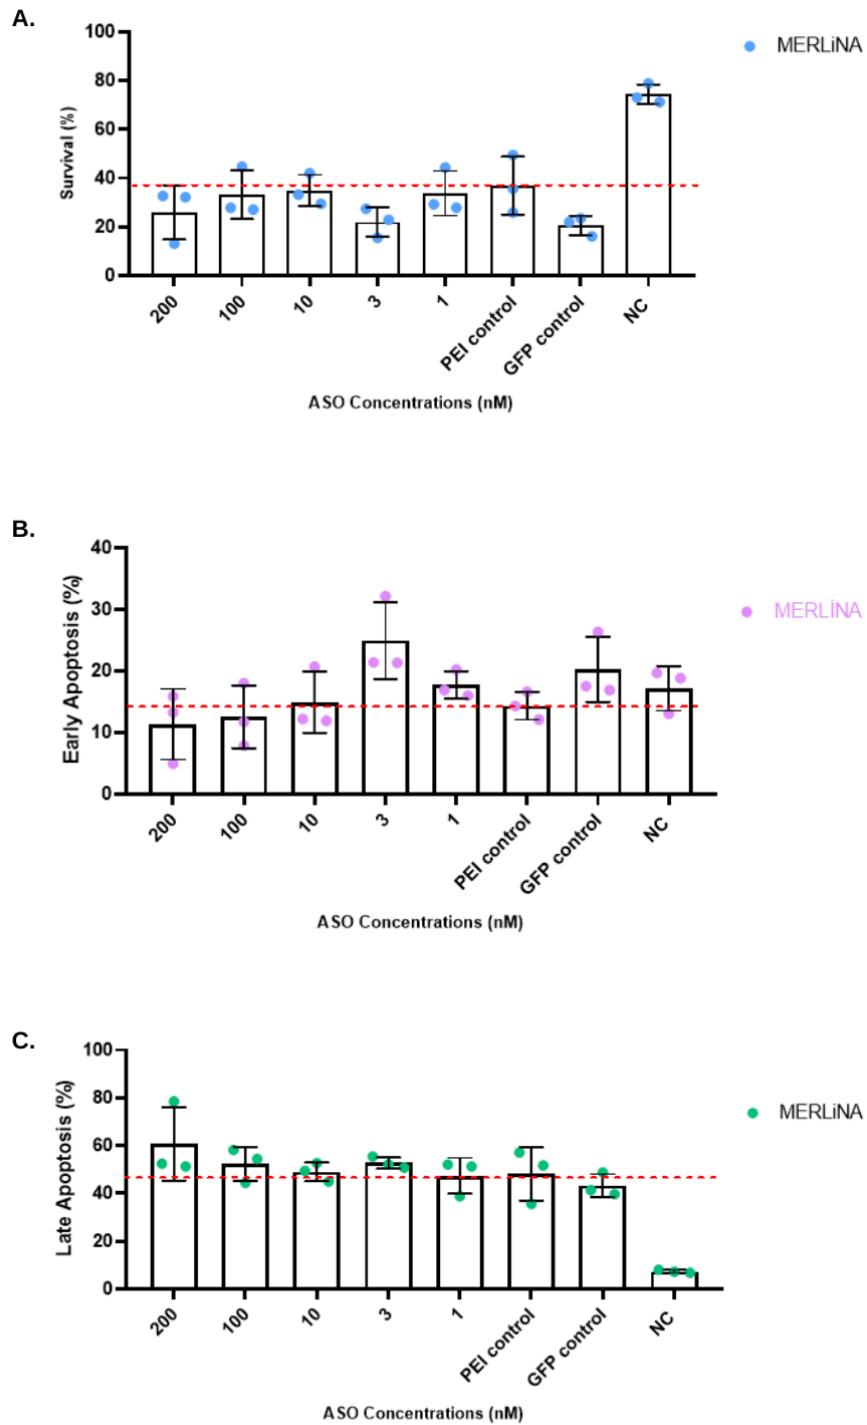 A.
MERLiNA
Survival (%)
100
80
60
40
20
0
200
100
10
3
1
PEI control
GFP control
NC
ASO Concentrations (nM)
B.
MERLİNA
Early Apoptosis (%)
40
30
20
10
0
200
100
10
3
1
PEI control
GFP control
NC
ASO Concentrations (nM)
C.
MERLiNA
Late Apoptosis (%)
100
80
60
40
20
0
200
100
10
3
1
PEI control
GFP control
NC
ASO Concentrations (nM)